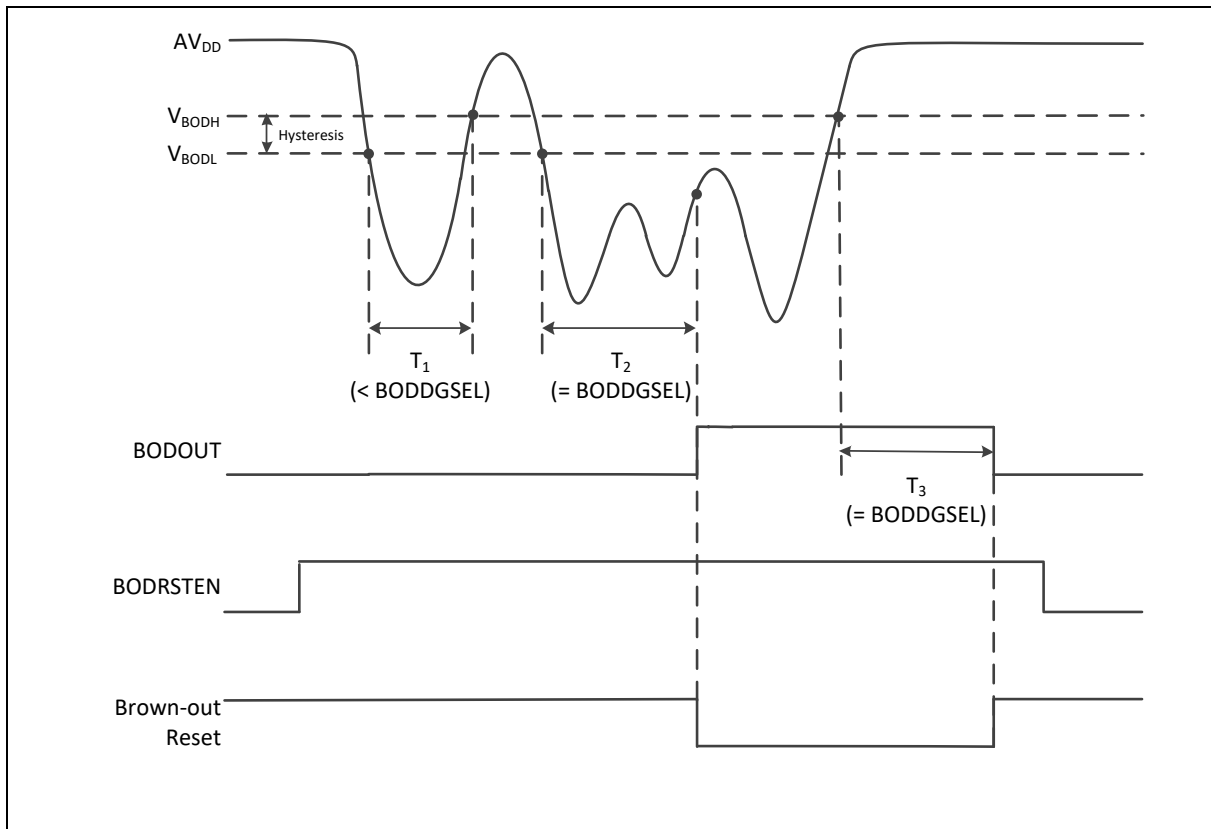 AVDD
VBODH
Hysteresis
VBODL
T1
(< BODDGSEL)
T2
(= BODDGSEL)
BODOUT
T3
(= BODDGSEL)
BODRSTEN
Brown-out
Reset